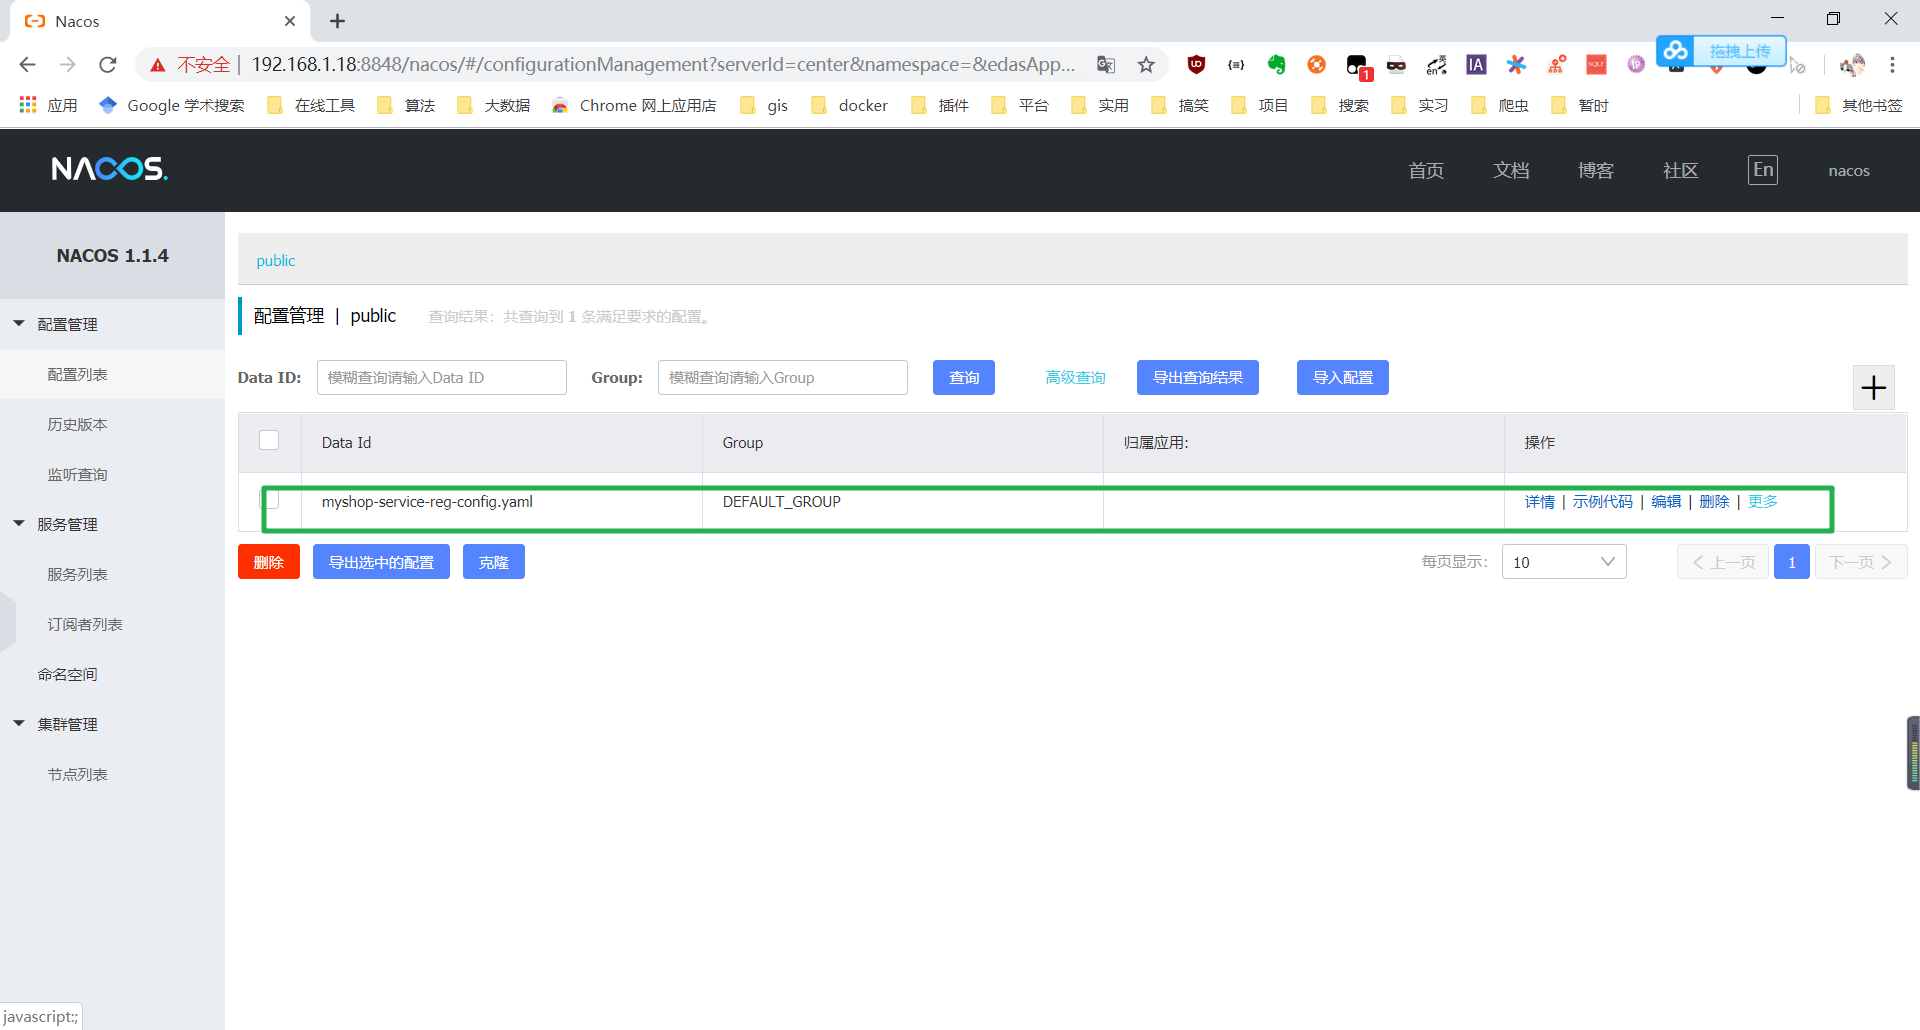 Nacos
拖拽上传
不安全 | 192.168.1.18:8848/nacos/#/configurationManagement?serverId=center&namespace=&edasApp...
应用 Google 学术搜索 在线工具 算法 大数据 Chrome 网上应用店 gis docker 插件 平台 实用 搞笑 项目 搜索 实习 爬虫 暂时 其他书签
NACOS. 首页 文档 博客 社区 En nacos
NACOS 1.1.4
配置管理
配置列表
历史版本
监听查询
服务管理
服务列表
订阅者列表
命名空间
集群管理
节点列表
public
配置管理 | public 查询结果：共查询到 1 条满足要求的配置。
Data ID: 模糊查询请输入Data ID Group: 模糊查询请输入Group 查询 高级查询 导出查询结果 导入配置
Data Id Group 归属应用: 操作
myshop-service-reg-config.yaml DEFAULT_GROUP 详情 | 示例代码 | 编辑 | 删除 | 更多
删除 导出选中的配置 克隆 每页显示: 10 上一页 1 下一页
javascript:;